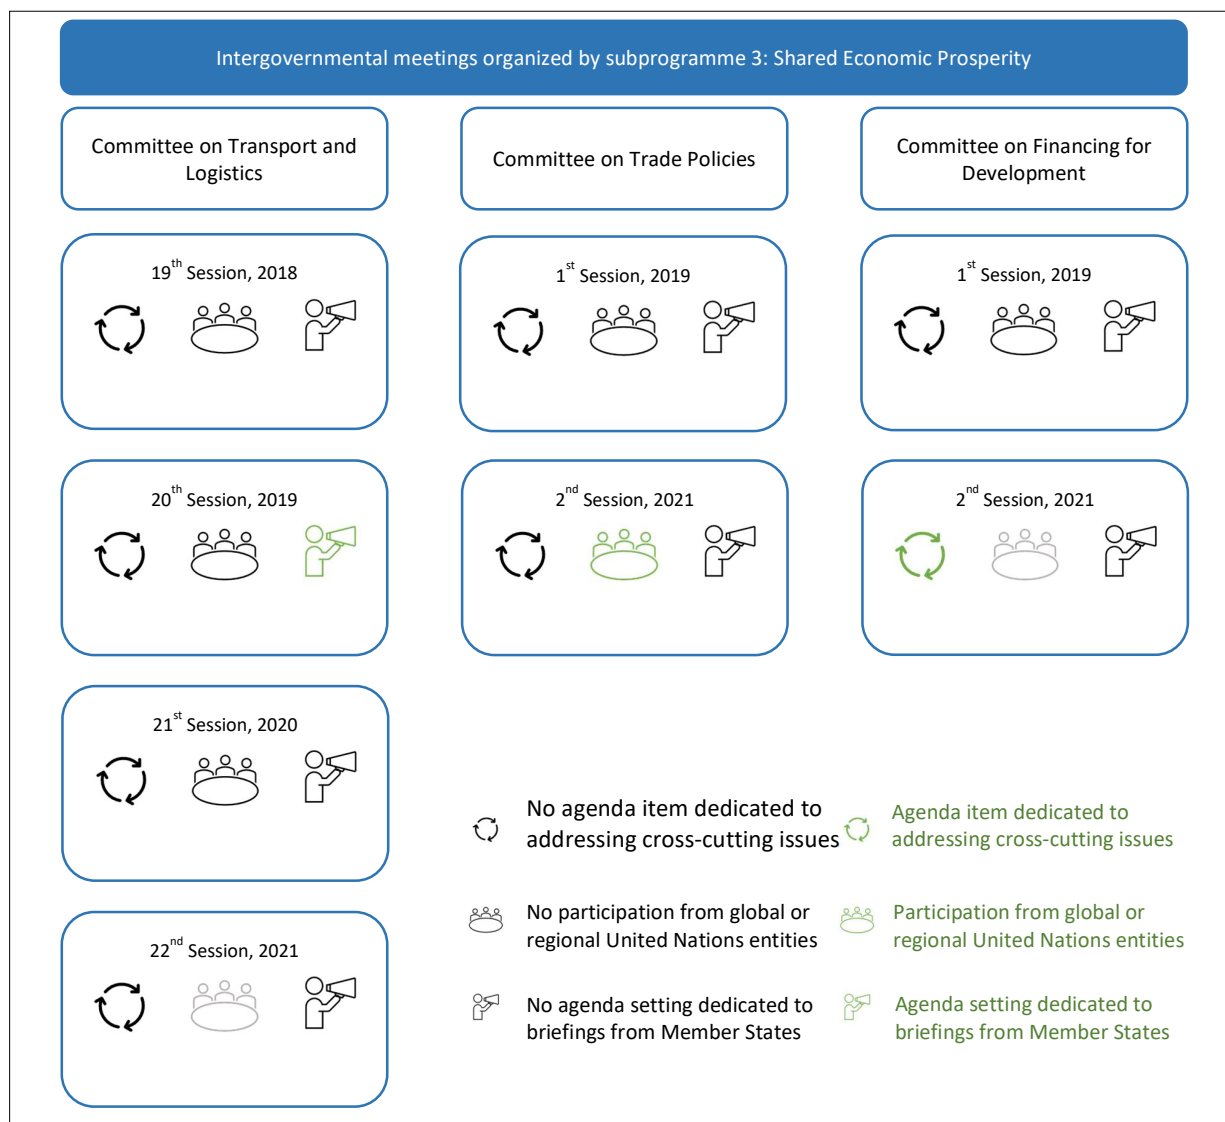 Intergovernmental meetings organized by subprogramme 3: Shared Economic Prosperity
Committee on Transport and
Logistics
Committee on Trade Policies
Committee on Financing for
Development
19th Session, 2018
1st Session, 2019
1st Session, 2019
20th Session, 2019
2nd Session, 2021
2nd Session, 2021
21st Session, 2020
22nd Session, 2021
No agenda item dedicated to
addressing cross-cutting issues
Agenda item dedicated to
addressing cross-cutting issues
No participation from global or
regional United Nations entities
Participation from global or
regional United Nations entities
No agenda setting dedicated to
briefings from Member States
Agenda setting dedicated to
briefings from Member States